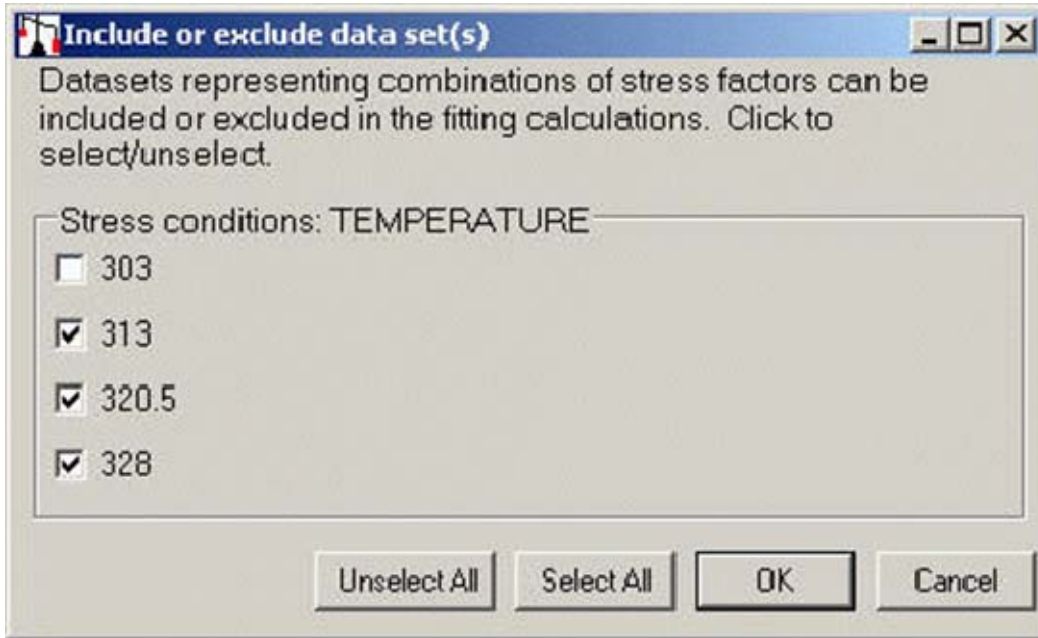 Include or exclude data set(s)
Datasets representing combinations of stress factors can be
included or excluded in the fitting calculations. Click to
select/unselect.
Stress conditions: TEMPERATURE
303
313
320.5
328
Unselect All Select All OK Cancel